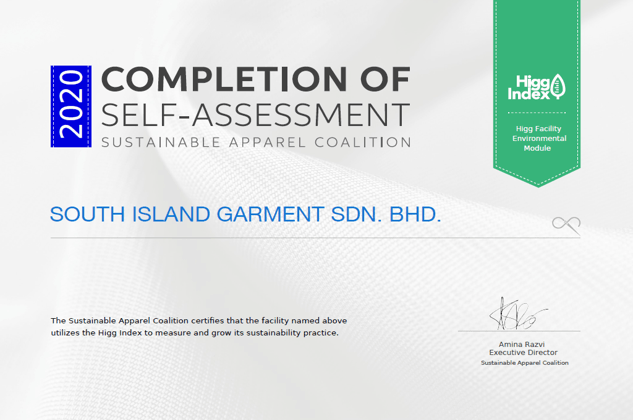 2020
COMPLETION OF
SELF-ASSESSMENT
SUSTAINABLE APPAREL COALITION
Higg
Index
Higg Facility
Environmental
Module
SOUTH ISLAND GARMENT SDN. BHD.
The Sustainable Apparel Coalition certifies that the facility named above
utilizes the Higg Index to measure and grow its sustainability practice.
Amina Razvi
Executive Director
Sustainable Apparel Coalition